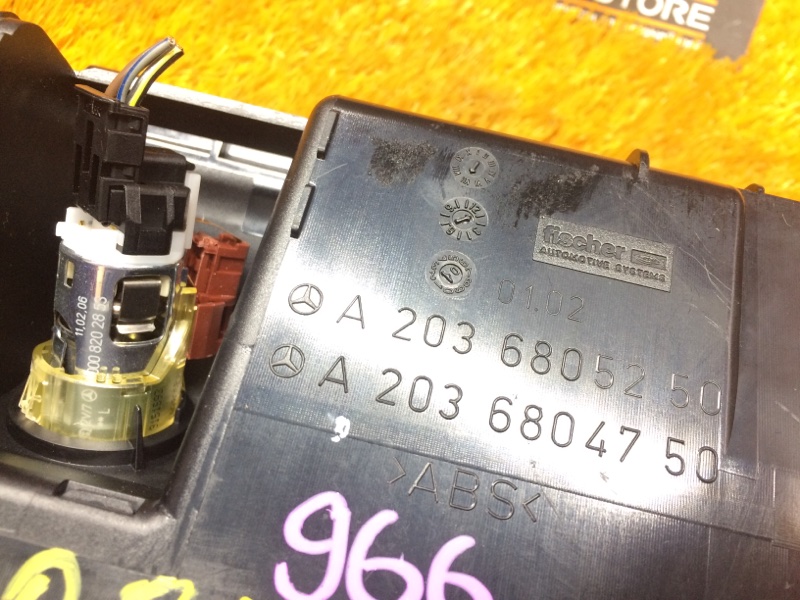 STORE
fischer
AUTOMOTIVE SYSTEMS
01.02
A 203 68052 50
A 203 68047 50
>ABS<
11.02.06
966